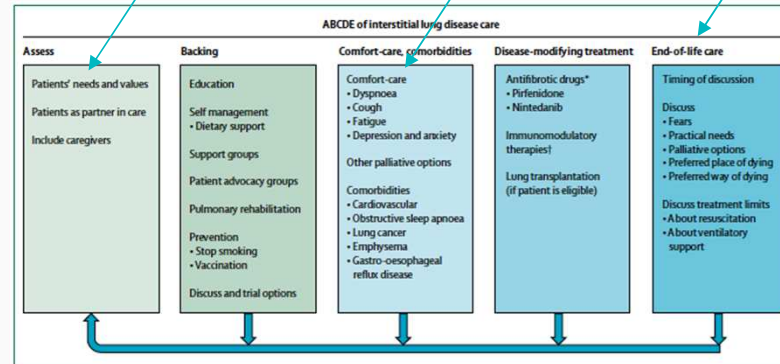 ABCDE of interstitial lung disease care
Assess
Patients' needs and values
Patients as partner in care
Include caregivers
Backing
Education
Self management
• Dietary support
Support groups
Patient advocacy groups
Pulmonary rehabilitation
Prevention
• Stop smoking
• Vaccination
Discuss and trial options
Comfort-care, comorbidities
Comfort-care
• Dyspnoea
• Cough
• Fatigue
• Depression and anxiety
Other palliative options
Comorbidities
• Cardiovascular
• Obstructive sleep apnoea
• Lung cancer
• Emphysema
• Gastro-oesophageal
reflux disease
Disease-modifying treatment
Antifibrotic drugs*
• Pirfenidone
• Nintedanib
Immunomodulatory
therapies†
Lung transplantation
(if patient is eligible)
End-of-life care
Timing of discussion
Discuss
• Fears
• Practical needs
• Palliative options
• Preferred place of dying
• Preferred way of dying
Discuss treatment limits
• About resuscitation
• About ventilatory
support